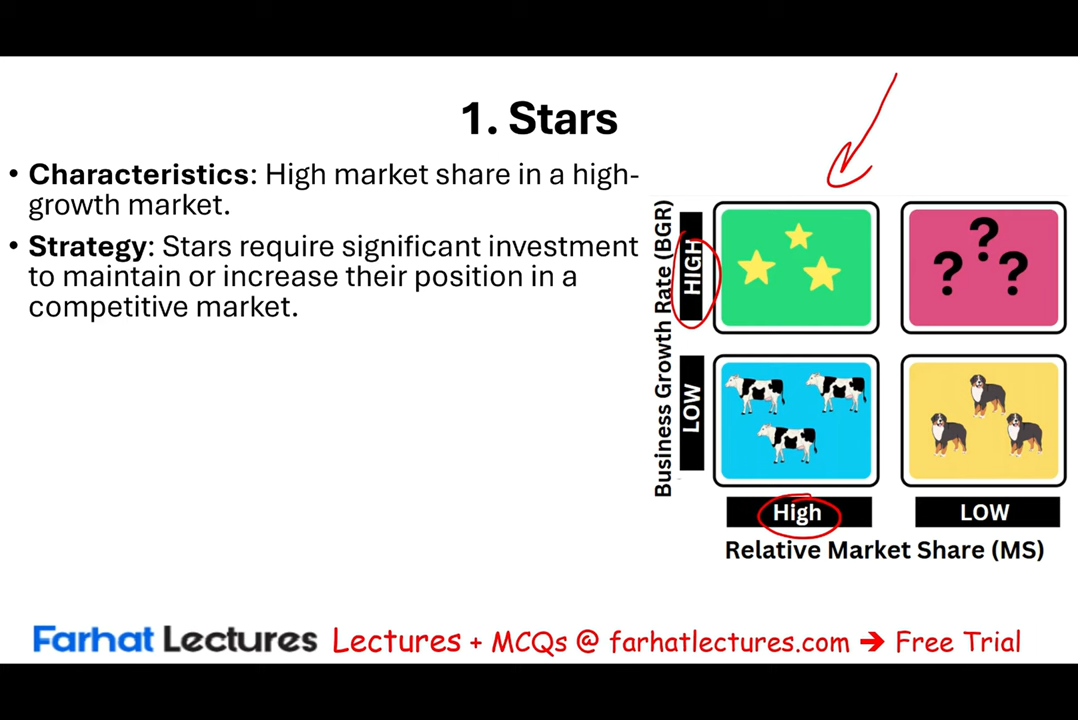 1. Stars
• Characteristics: High market share in a high-
growth market.
• Strategy: Stars require significant investment
to maintain or increase their position in a
competitive market.
Business Growth Rate (BGR)
HIGH
LOW
? ? ?
High
LOW
Relative Market Share (MS)
Farhat Lectures Lectures + MCQs @ farhatlectures.com ➔ Free Trial